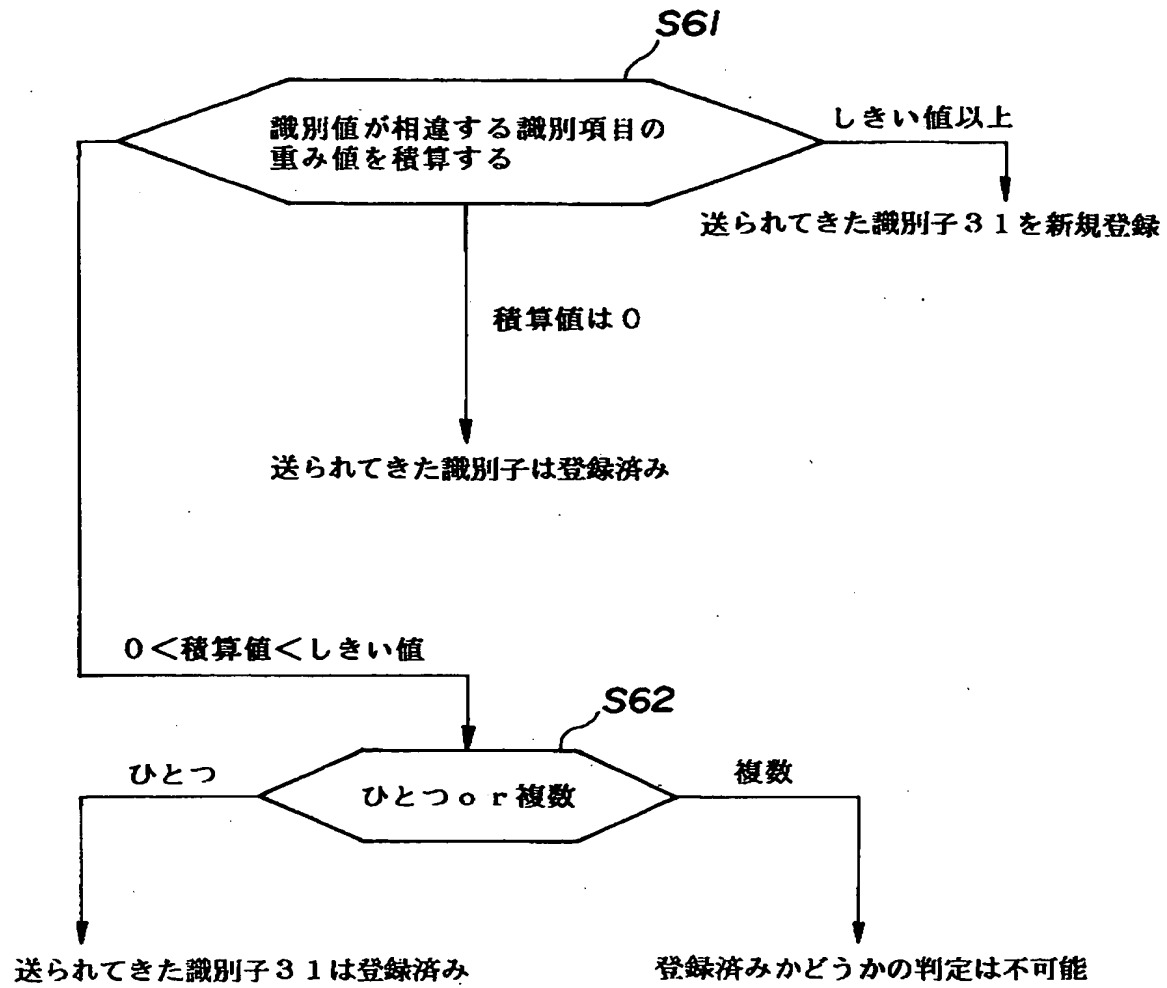 S61
識別値が相違する識別項目の
重み値を積算する
しきい値以上
送られてきた識別子31を新規登録
積算値は0
送られてきた識別子は登録済み
0<積算値<しきい値
S62
ひとつor複数
ひとつ
複数
送られてきた識別子31は登録済み
登録済みかどうかの判定は不可能